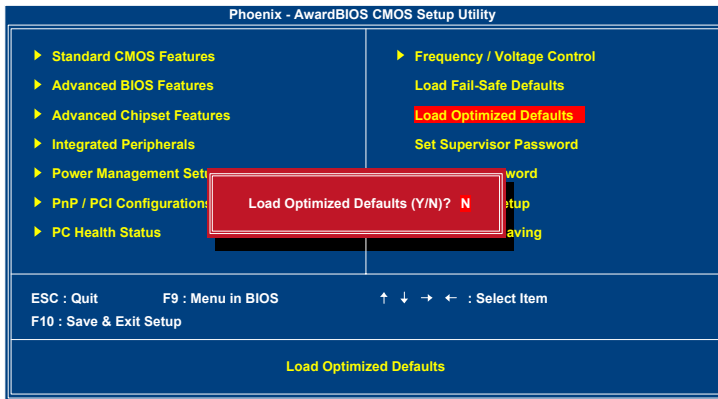 Phoenix - AwardBIOS CMOS Setup Utility
Standard CMOS Features
Advanced BIOS Features
Advanced Chipset Features
Integrated Peripherals
Power Management Setu
PnP / PCI Configurations
PC Health Status
Frequency / Voltage Control
Load Fail-Safe Defaults
Load Optimized Defaults
Set Supervisor Password
word
etup
aving
Load Optimized Defaults (Y/N)? N
ESC : Quit F9 : Menu in BIOS ↑ ↓ → ← : Select Item
F10 : Save & Exit Setup
Load Optimized Defaults